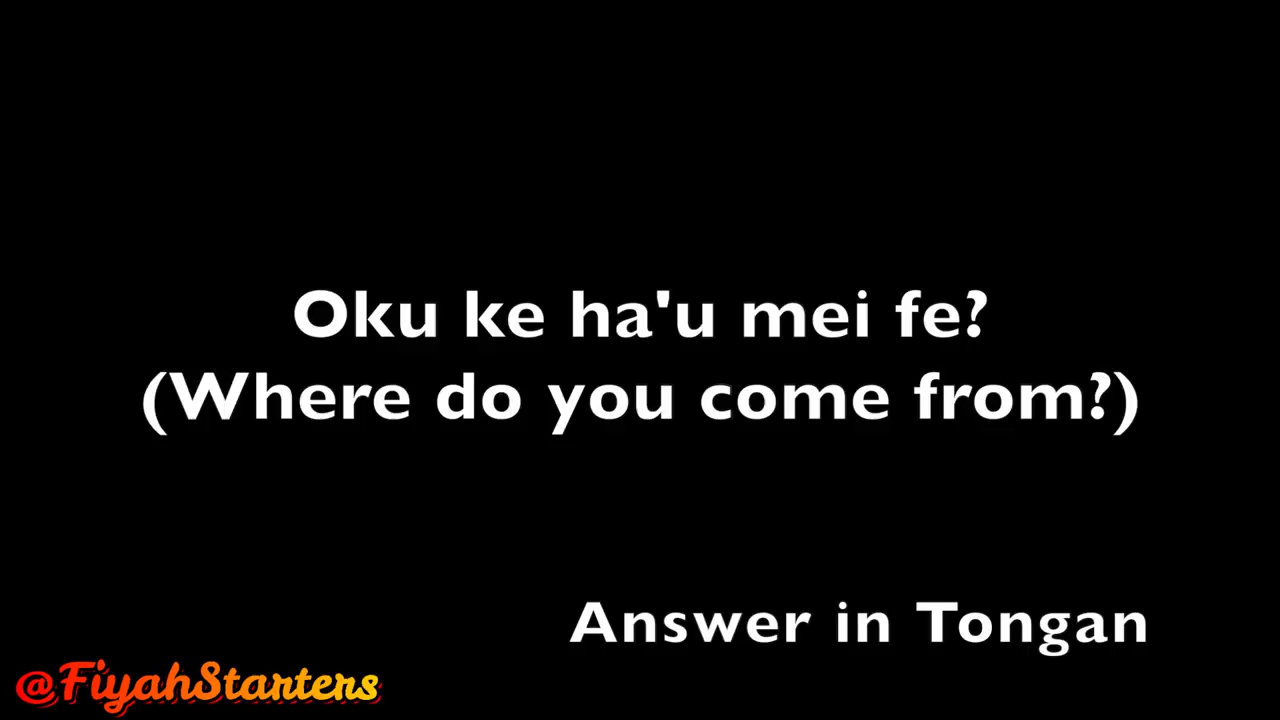 Oku ke ha'u mei fe?
(Where do you come from?)
Answer in Tongan
@FiyahStarters